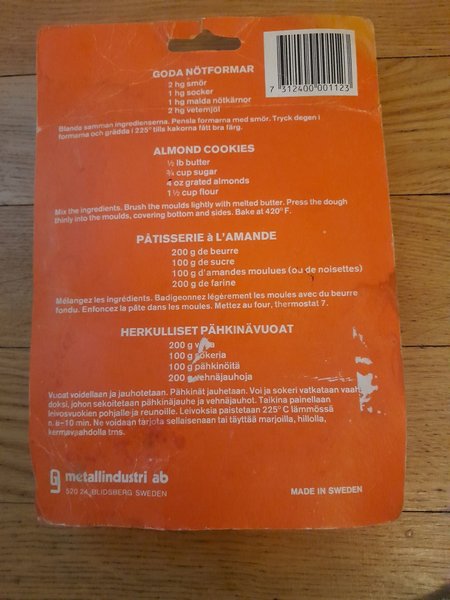 7 312400 001123
GODA NÖTFORMAR
2 hg smör
1 hg socker
1 hg malda nötkärnor
2 hg vetemjöl
Blanda samman ingredienserna. Pensla formarna med smör. Tryck degen i
formarna och grädda i 225° tills kakorna fått bra färg.
ALMOND COOKIES
½ lb butter
¾ cup sugar
4 oz grated almonds
1½ cup flour
Mix the ingredients. Brush the moulds lightly with melted butter. Press the dough
thinly into the moulds, covering bottom and sides. Bake at 420° F.
PÂTISSERIE à L'AMANDE
200 g de beurre
100 g de sucre
100 g d'amandes moulues (ou de noisettes)
200 g de farine
Mélangez les ingrédients. Badigeonnez légèrement les moules avec du beurre
fondu. Enfoncez la pâte dans les moules. Mettez au four, thermostat 7.
HERKULLISET PÄHKINÄVUOAT
200 g
100 g sokeria
100 g pähkinöitä
200 g vehnäjauhoja
Vuoat voidellaan ja jauhotetaan. Pähkinät jauhetaan. Voi ja sokeri vatkataan vaah-
doksi, johon sekoitetaan pähkinäjauhe ja vehnäjauhot. Taikina painellaan
leivosvuokien pohjalle ja reunoille. Leivoksia paistetaan 225° C lämmössä
n. 8–10 min. Ne voidaan tarjota sellaisenaan tai täyttää marjoilla, hillolla,
kermavaahdolla tms.
metallindustri ab
520 24 BLIDSBERG SWEDEN
MADE IN SWEDEN